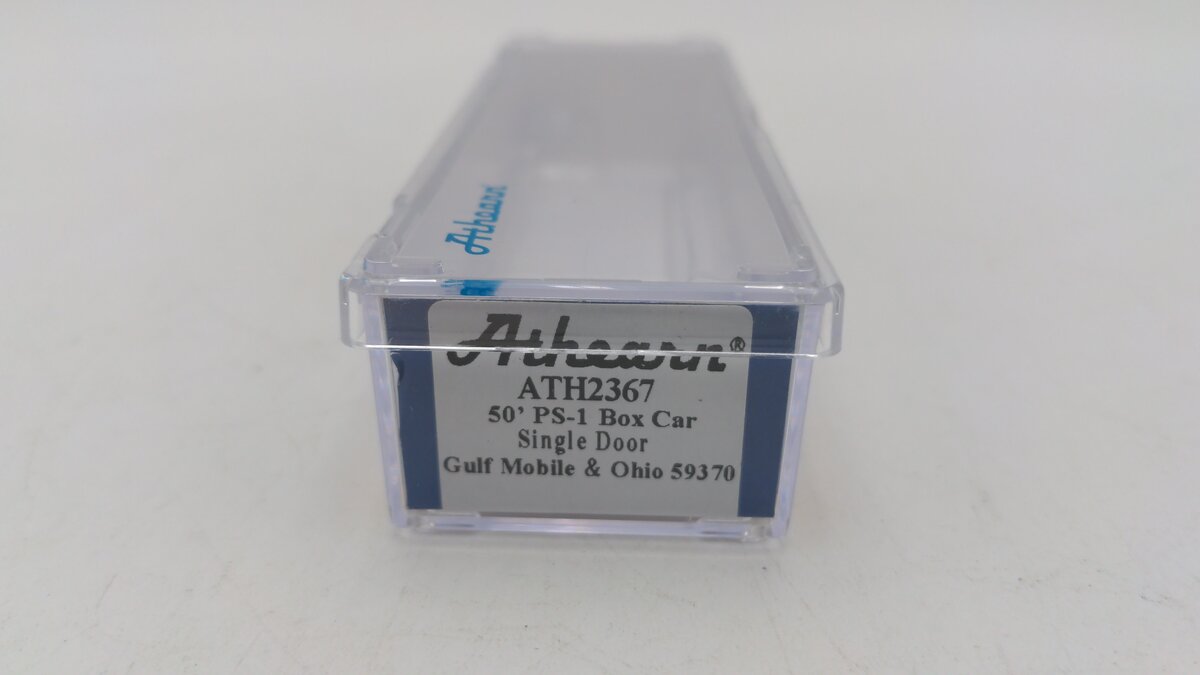 Athearn
Athearn®
ATH2367
50’ PS-1 Box Car
Single Door
Gulf Mobile & Ohio 59370